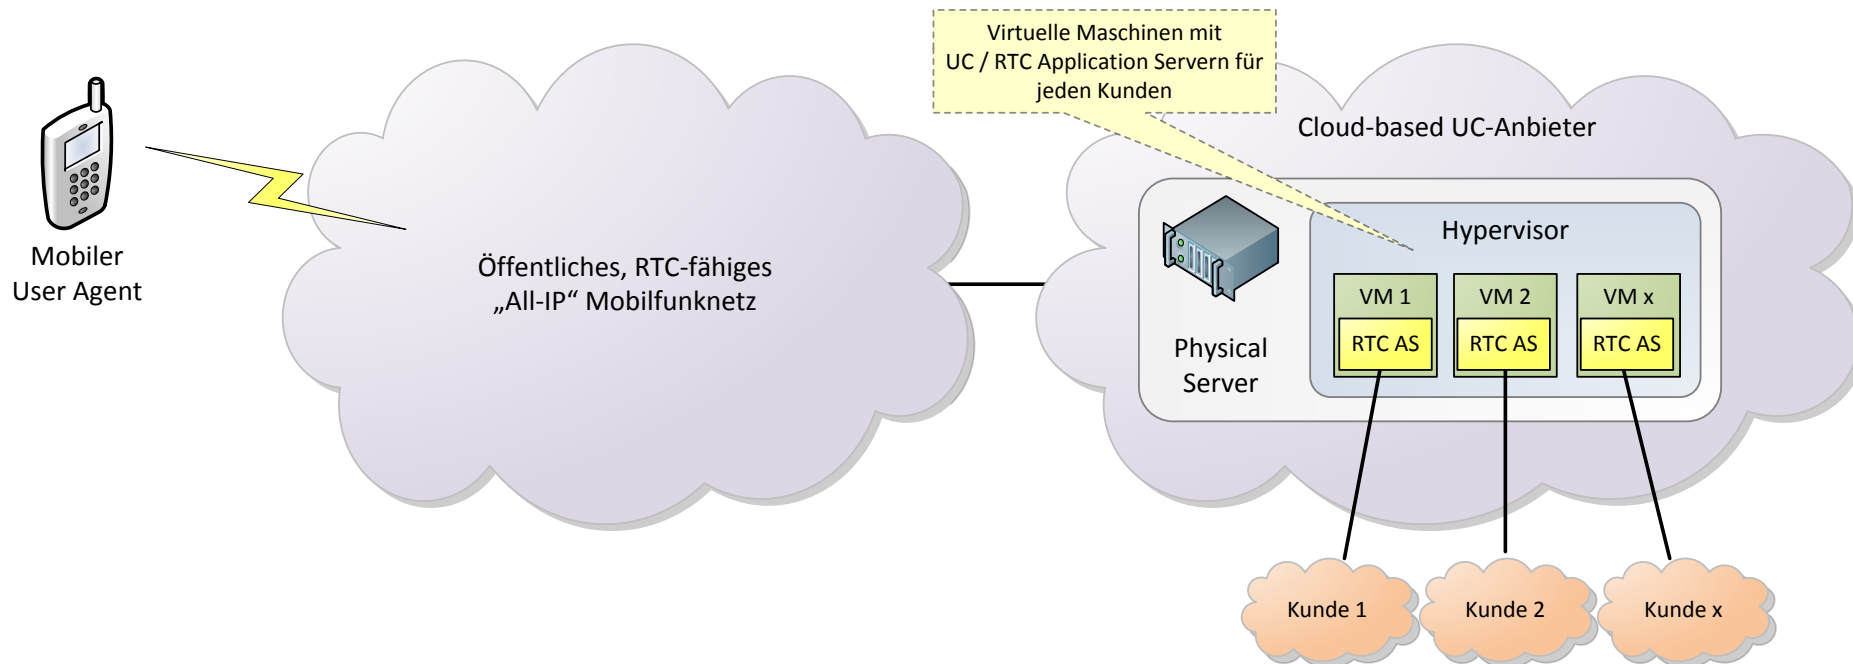 Virtuelle Maschinen mit
UC / RTC Application Servern für
jeden Kunden
Cloud-based UC-Anbieter
Mobiler
User Agent
Öffentliches, RTC-fähiges
„All-IP“ Mobilfunknetz
Physical
Server
Hypervisor
VM 1
VM 2
VM x
RTC AS
RTC AS
RTC AS
Kunde 1
Kunde 2
Kunde x